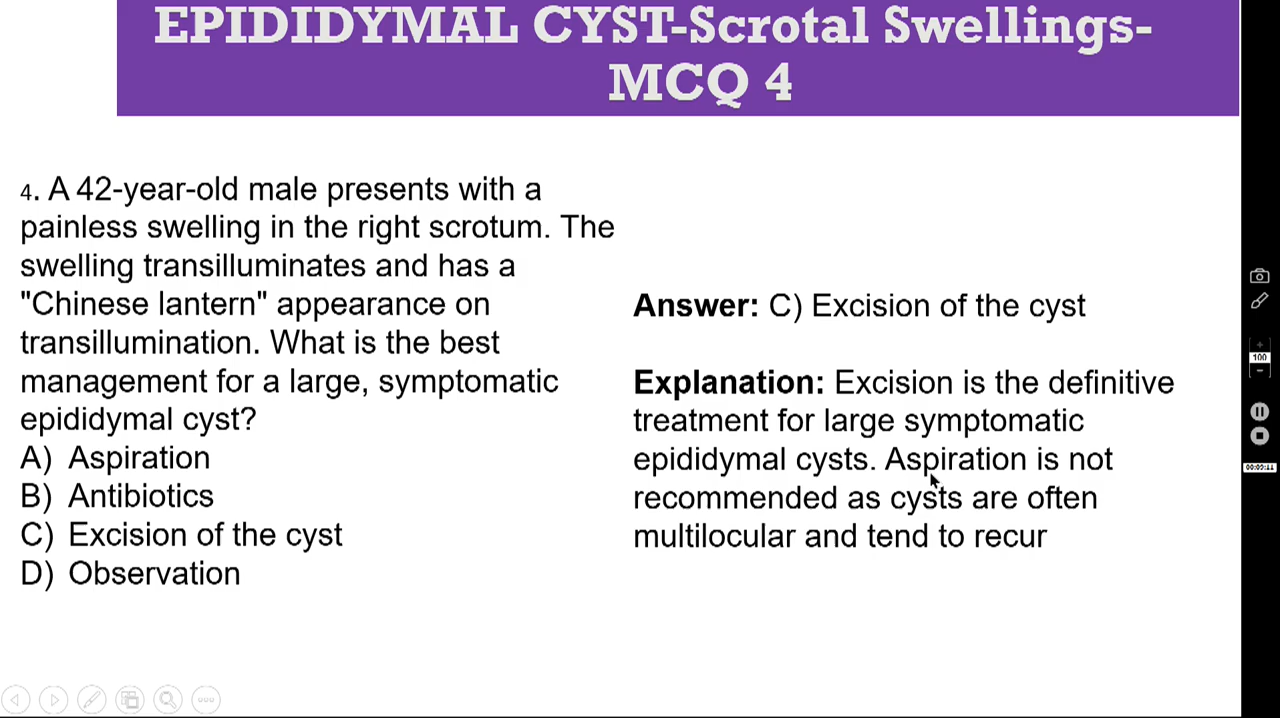 EPIDIDYMAL CYST-Scrotal Swellings-
MCQ 4
4. A 42-year-old male presents with a
painless swelling in the right scrotum. The
swelling transilluminates and has a
"Chinese lantern" appearance on
transillumination. What is the best
management for a large, symptomatic
epididymal cyst?
A) Aspiration
B) Antibiotics
C) Excision of the cyst
D) Observation
Answer: C) Excision of the cyst
Explanation: Excision is the definitive
treatment for large symptomatic
epididymal cysts. Aspiration is not
recommended as cysts are often
multilocular and tend to recur
100